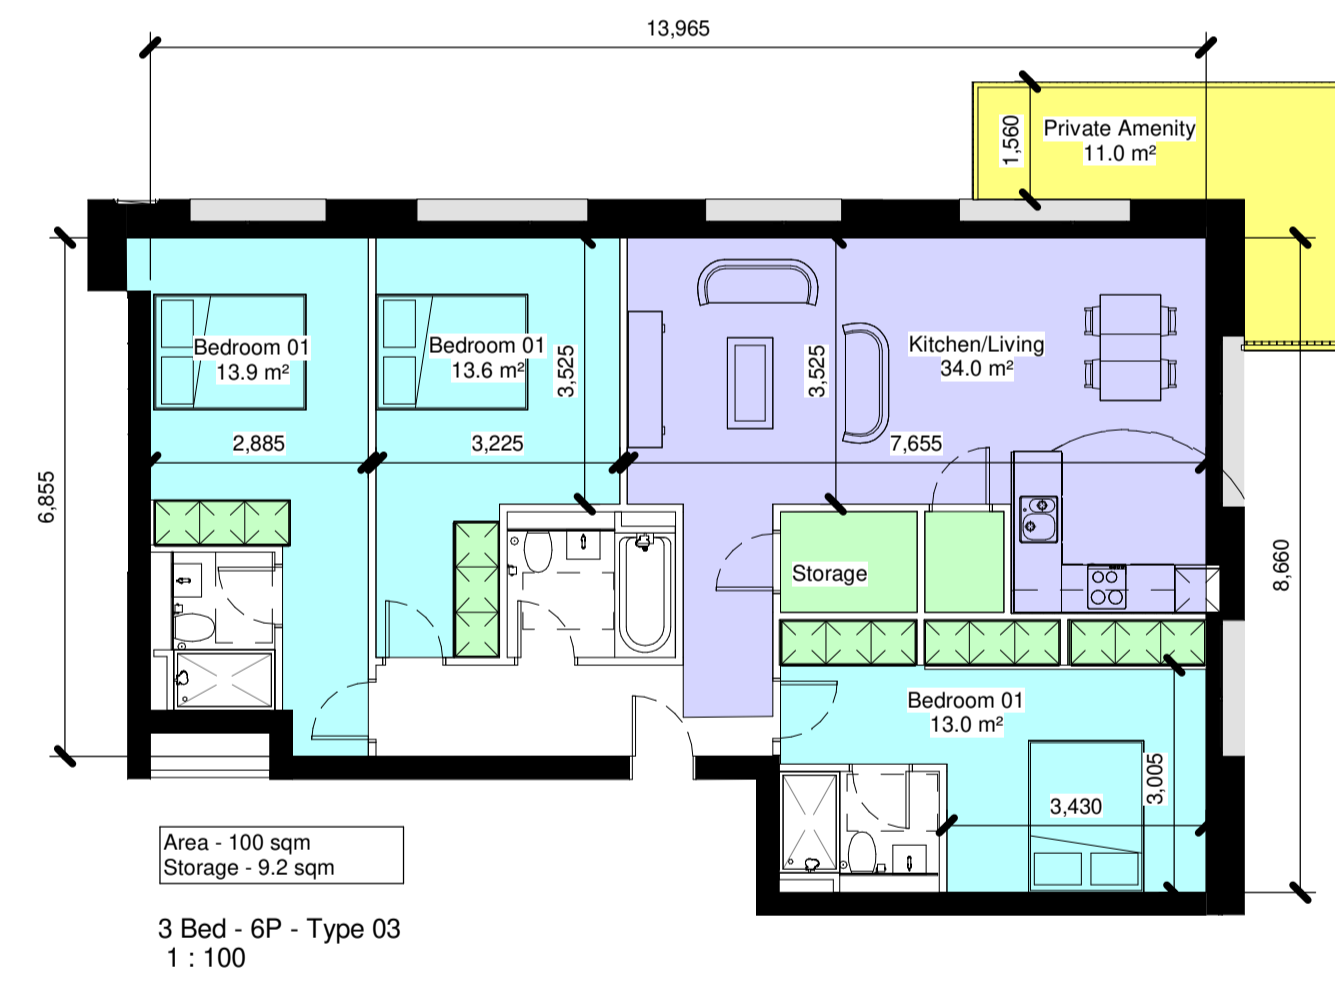 13,965
1,560
Private Amenity
11.0 m²
Bedroom 01
13.9 m²
Bedroom 01
13.6 m²
3,525
3,525
Kitchen/Living
34.0 m²
2,885
3,225
7,655
6,855
Storage
8,660
Bedroom 01
13.0 m²
3,005
3,430
Area - 100 sqm
Storage - 9.2 sqm
3 Bed - 6P - Type 03
1 : 100